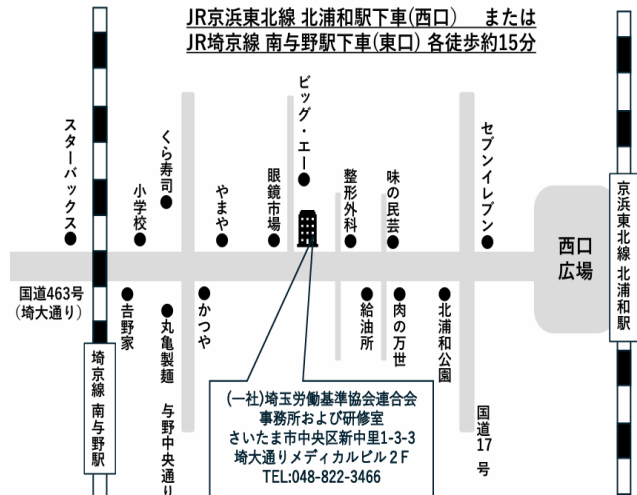 JR京浜東北線 北浦和駅下車(西口) または
JR埼京線 南与野駅下車(東口) 各徒歩約15分
スターバックス
小学校
くら寿司
やまや
眼鏡市場
ビッグ・エー
整形外科
味の民芸
セブンイレブン
西口
広場
京浜東北線 北浦和駅
国道463号
(埼大通り)
吉野家
丸亀製麺
かつや
給油所
肉の万世
北浦和公園
埼京線 南与野駅
与野中央通り
国道17号
(一社)埼玉労働基準協会連合会
事務所および研修室
さいたま市中央区新中里1-3-3
埼大通りメディカルビル２F
TEL:048-822-3466